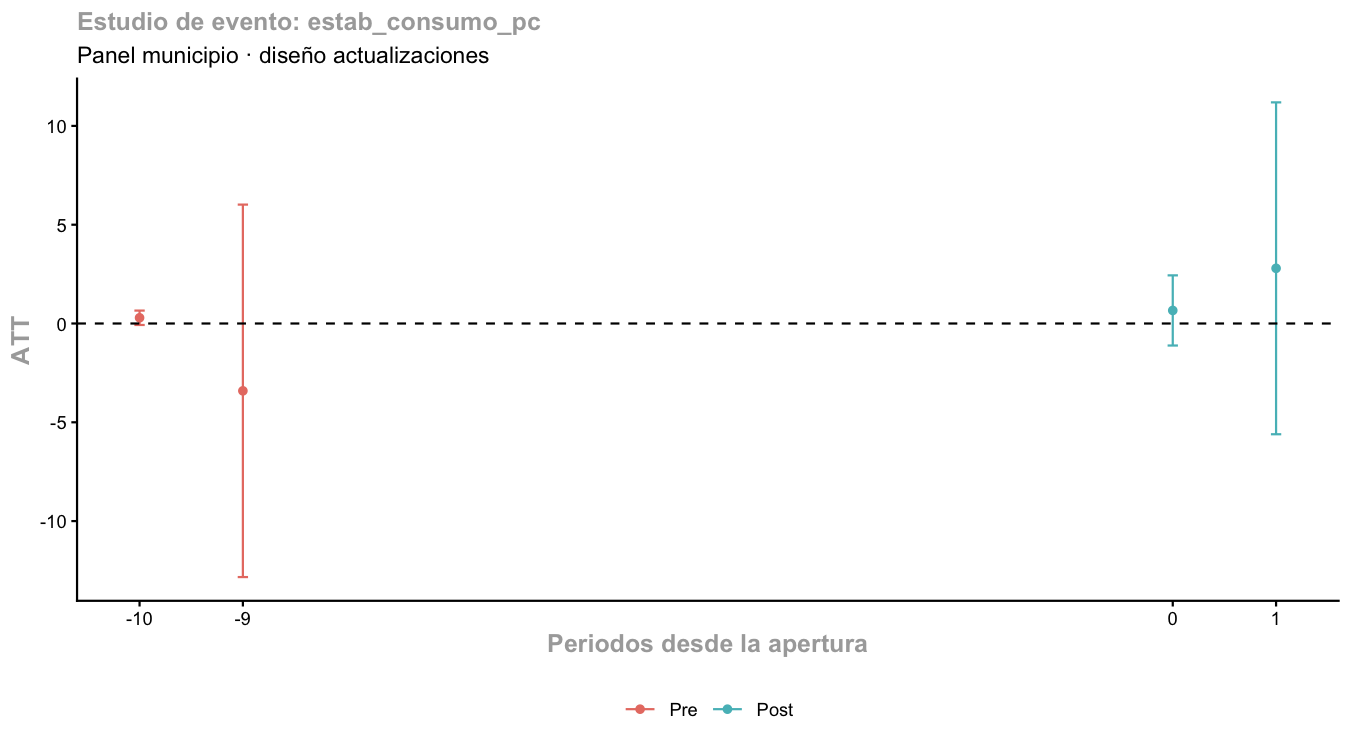 Estudio de evento: estab_consumo_pc
Panel municipio · diseño actualizaciones
10
5
0
-5
-10
ATT
-10 -9 0 1
Periodos desde la apertura
Pre Post